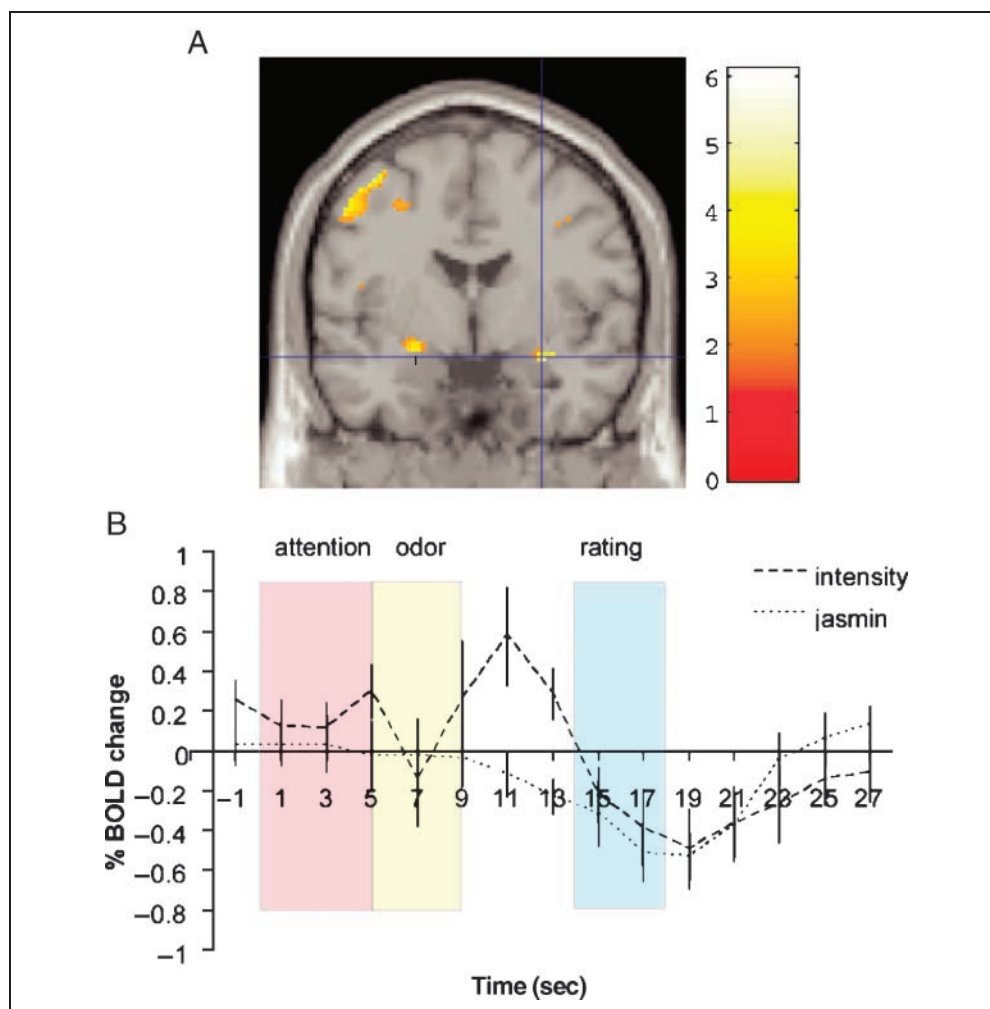 A
6
5
4
3
2
1
0
B
attention odor rating
1
0.8
0.6
0.4
0.2
0
–0.2
–0.4
–0.6
–0.8
–1
% BOLD change
intensity
jasmin
–1 1 3 5 7 9 11 13 15 17 19 21 23 25 27
Time (sec)